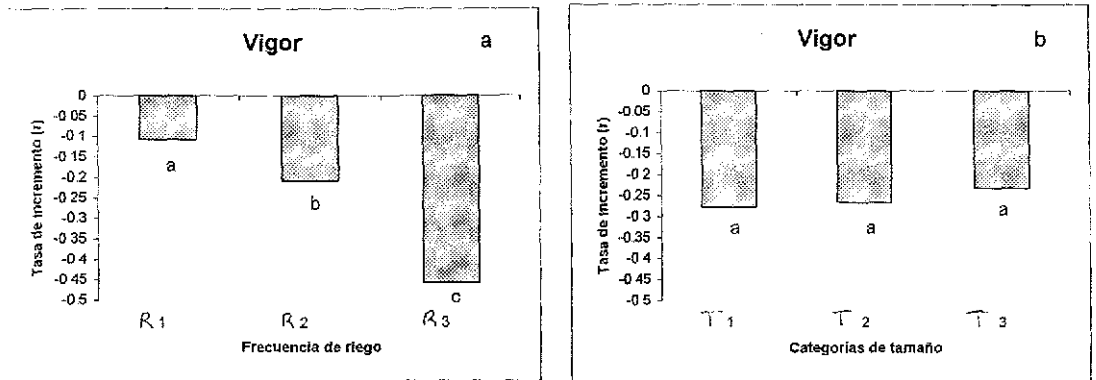 Vigor a
Tasa de incremento (r)
0
-0 05
-0 1
-0 15
-0 2
-0 25
-0 3
-0 35
-0 4
-0 45
-0 5
a
b
c
R1 R2 R3
Frecuencia de riego
Vigor b
Tasa de incremento (r)
0
-0 05
-0.1
-0.15
-0.2
-0.25
-0.3
-0.35
-0.4
-0.45
-0.5
a a a
T1 T2 T3
Categorías de tamaño